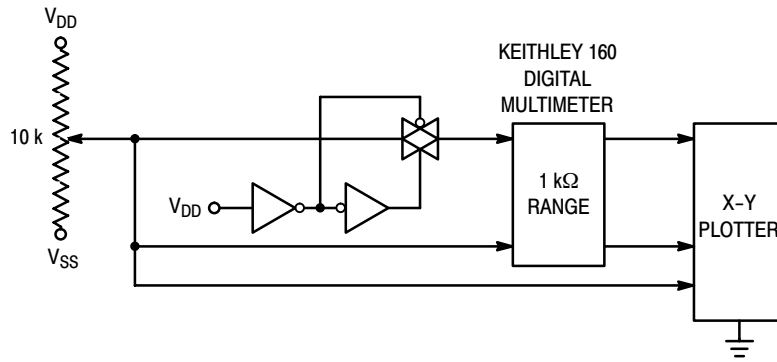 V_DD
KEITHLEY 160
DIGITAL
MULTIMETER
10 k
1 kΩ
RANGE
X–Y
PLOTTER
V_DD
V_SS